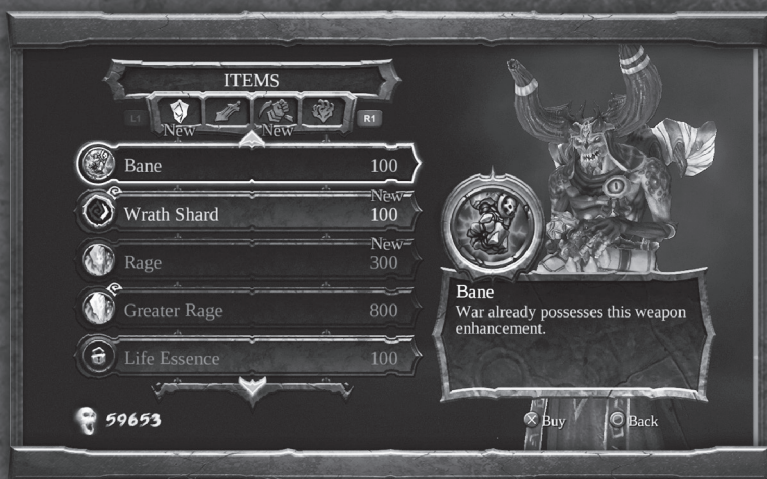 ITEMS
L1 R1
New New
Bane 100
New
Wrath Shard 100
New
Rage 300
Greater Rage 800
Life Essence 100
59653
Bane
War already possesses this weapon
enhancement.
Buy Back